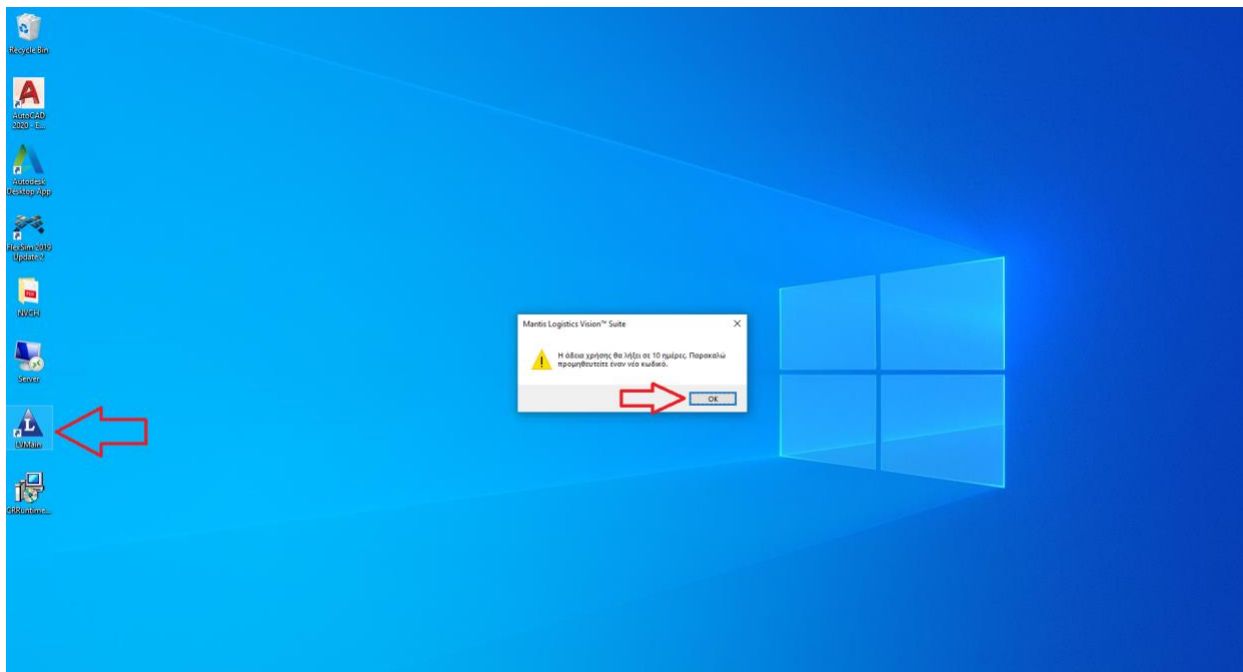 Recycle Bin
AutoCAD
2020 - E...
Autodesk
Desktop App
FlexSim 2019
Update 2
Server
LVMain
CRRuntime...
Mantis Logistics Vision™ Suite
Η άδεια χρήσης θα λήξει σε 10 ημέρες. Παρακαλώ
προμηθευτείτε έναν νέο κωδικό.
OK